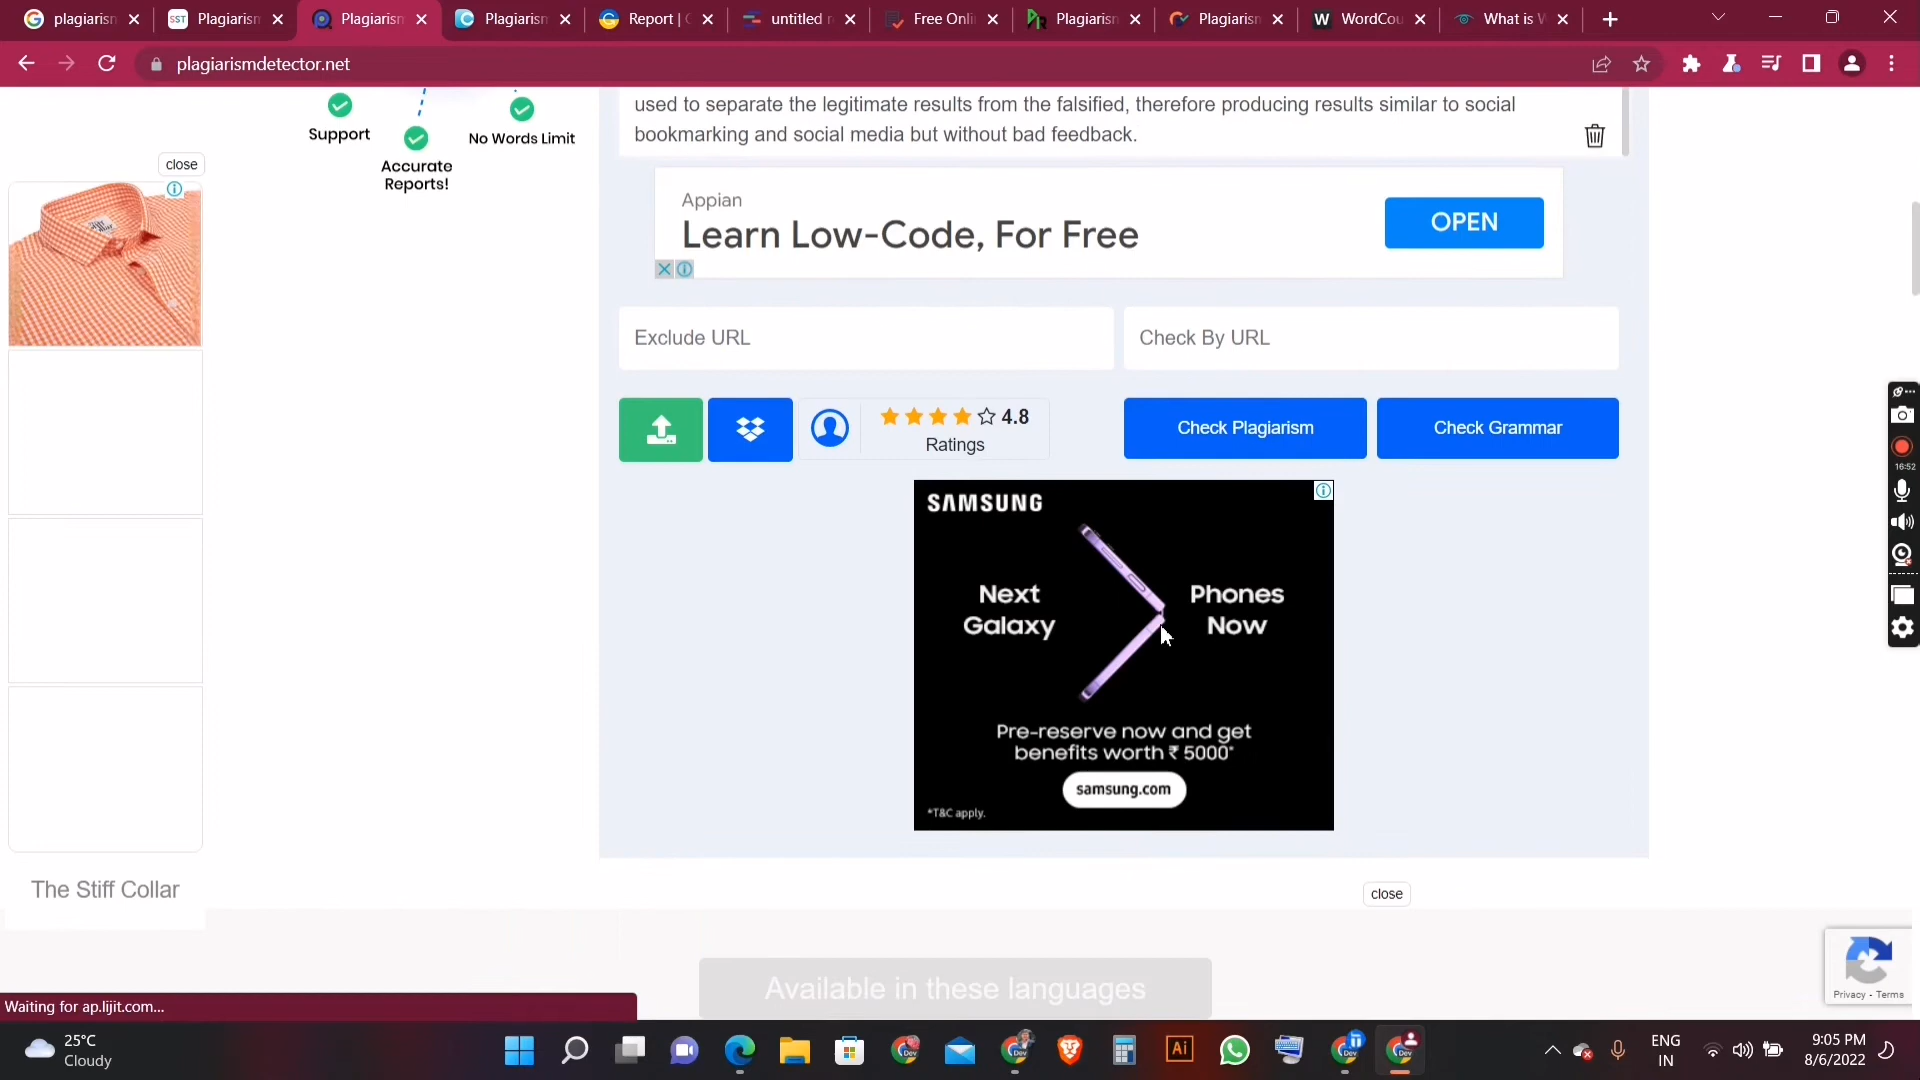 plagiarism
Plagiarism
Plagiarism
Plagiarism
Report | C
untitled r
Free Onli
Plagiarism
Plagiarism
WordCou
What is W
plagiarismdetector.net
used to separate the legitimate results from the falsified, therefore producing results similar to social
bookmarking and social media but without bad feedback.
Support
No Words Limit
Accurate
Reports!
close
Appian
Learn Low-Code, For Free
OPEN
Exclude URL
Check By URL
4.8
Ratings
Check Plagiarism
Check Grammar
16:52
SAMSUNG
Next
Galaxy
Phones
Now
Pre-reserve now and get
benefits worth ₹ 5000*
samsung.com
*T&C apply.
The Stiff Collar
close
Available in these languages
Privacy - Terms
Waiting for ap.lijit.com...
25°C
Cloudy
ENG
IN
9:05 PM
8/6/2022